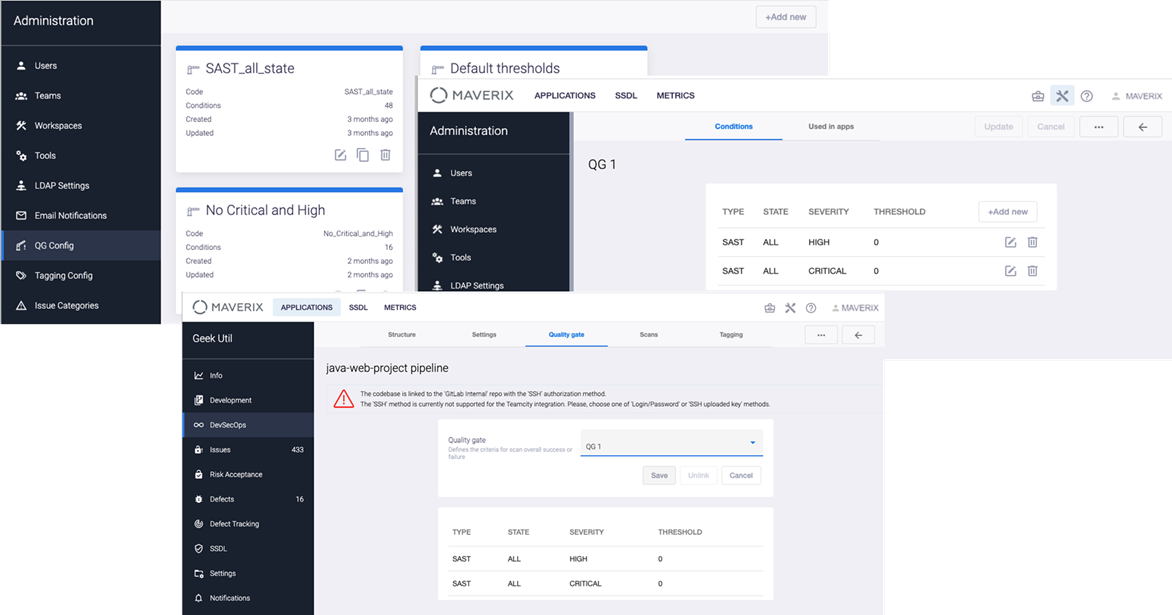 Administration
+Add new
Users
Teams
Workspaces
Tools
LDAP Settings
Email Notifications
QG Config
Tagging Config
Issue Categories
SAST_all_state
Code SAST_all_state
Conditions 48
Created 3 months ago
Updated 3 months ago
Default thresholds
No Critical and High
Code No_Critical_and_High
Conditions 16
Created 2 months ago
Updated 2 months ago
MAVERIX APPLICATIONS SSDL METRICS MAVERIX
Administration
Users
Teams
Workspaces
Tools
LDAP Settings
Conditions Used in apps Update Cancel ...
QG 1
TYPE STATE SEVERITY THRESHOLD +Add new
SAST ALL HIGH 0
SAST ALL CRITICAL 0
MAVERIX APPLICATIONS SSDL METRICS MAVERIX
Geek Util
Info
Development
DevSecOps
Issues 433
Risk Acceptance
Defects 16
Defect Tracking
SSDL
Settings
Notifications
Structure Settings Quality gate Scans Tagging ...
java-web-project pipeline
The codebase is linked to the 'GitLab Internal' repo with the 'SSH' authorization method.
The 'SSH' method is currently not supported for the Teamcity integration. Please, choose one of 'Login/Password' or 'SSH uploaded key' methods.
Quality gate
Defines the criteria for scan overall success or
failure
QG 1
Save Unlink Cancel
TYPE STATE SEVERITY THRESHOLD
SAST ALL HIGH 0
SAST ALL CRITICAL 0